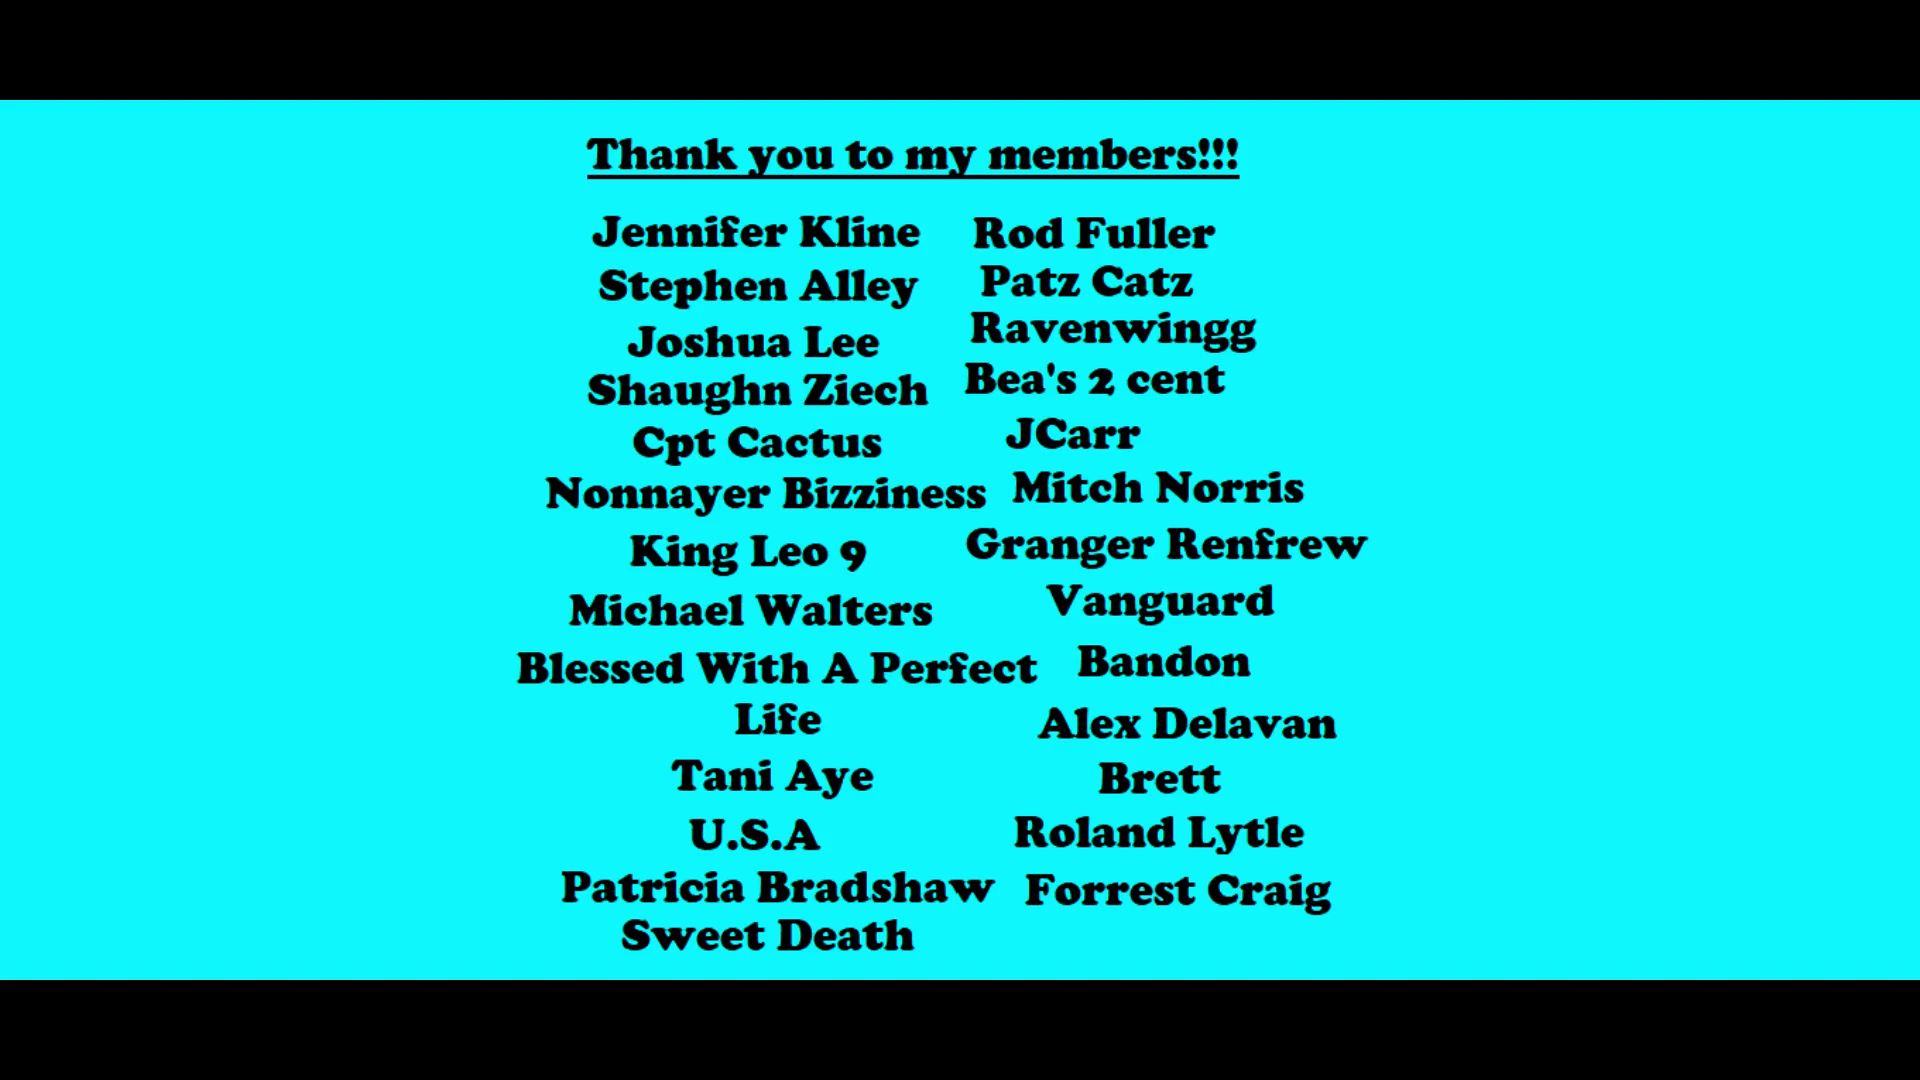 Thank you to my members!!!
Jennifer Kline
Stephen Alley
Joshua Lee
Shaughn Ziech
Cpt Cactus
Nonnayer Bizziness
King Leo 9
Michael Walters
Blessed With A Perfect
Life
Tani Aye
U.S.A
Patricia Bradshaw
Sweet Death
Rod Fuller
Patz Catz
Ravenwingg
Bea's 2 cent
JCarr
Mitch Norris
Granger Renfrew
Vanguard
Bandon
Alex Delavan
Brett
Roland Lytle
Forrest Craig